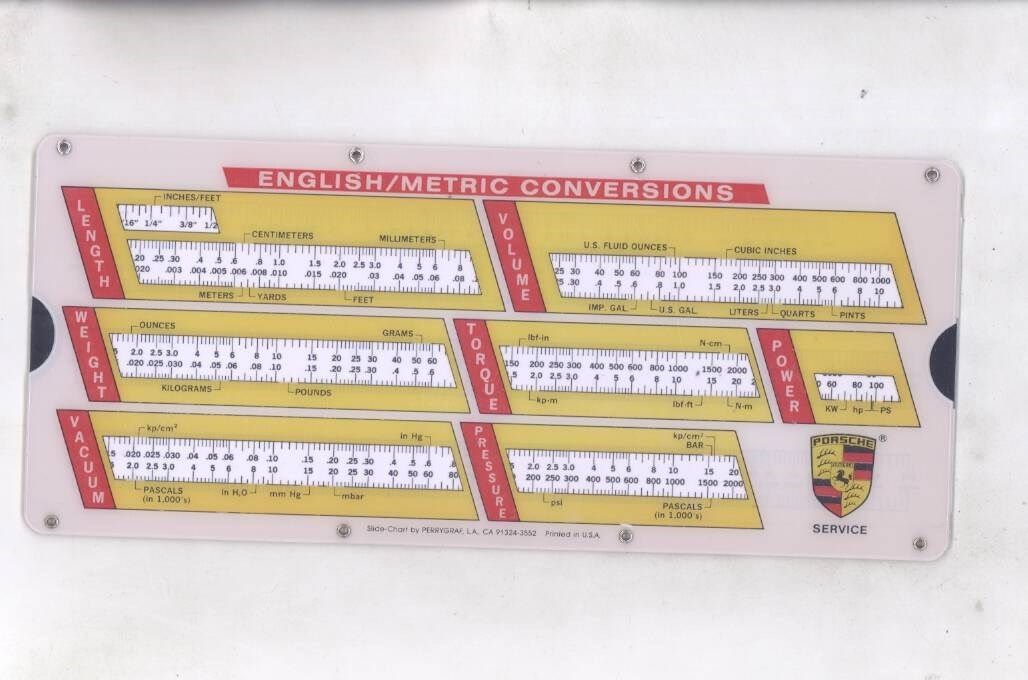 ENGLISH/METRIC CONVERSIONS
LENGTH
INCHES/FEET
16" 1/4" 3/8" 1/2
CENTIMETERS MILLIMETERS
.20 .25 .30 .4 .5 .6 .8 1.0 1.5 2.0 2.5 3.0 4 5 6 8
.020 .003 .004 .005 .006 .008 .010 .015 .020 .03 .04 .05 .06 .08
METERS YARDS FEET
VOLUME
U.S. FLUID OUNCES CUBIC INCHES
25 30 40 50 60 80 100 150 200 250 300 400 500 600 800 1000
.25 .30 .4 .5 .6 .8 1.0 1.5 2.0 2.5 3.0 4 5 6 8 10
IMP. GAL. U.S. GAL. LITERS QUARTS PINTS
WEIGHT
OUNCES GRAMS
2.0 2.5 3.0 4 5 6 8 10 15 20 25 30 40 50 60
.020 .025 .030 .04 .05 .06 .08 .10 .15 .20 .25 .30 .4 .5 .6
KILOGRAMS POUNDS
TORQUE
lbf-in N-cm
150 200 250 300 400 500 600 800 1000 1500 2000
1.5 2.0 2.5 3.0 4 5 6 8 10 15 20
kp-m lbf-ft N-m
POWER
60 80 100
KW hp PS
VACUUM
kp/cm² in Hg
.020 .025 .03 .04 .05 .06 .08 .10 .15 .20 .25 .30 .4 .5 .6
2.0 2.5 3.0 4 5 6 8 10 15 20 25 30 40 50 60 80
PASCALS (in 1,000's) in H₂O mm Hg mbar
PRESSURE
kp/cm²
BAR
2.0 2.5 3.0 4 5 6 8 10 15 20
200 250 300 400 500 600 800 1000 1500 2000
psi PASCALS
(in 1,000's)
PORSCHE ®
SERVICE
Slide-Chart by PERRYGRAF, L.A. CA 91324-3552 Printed in U.S.A.